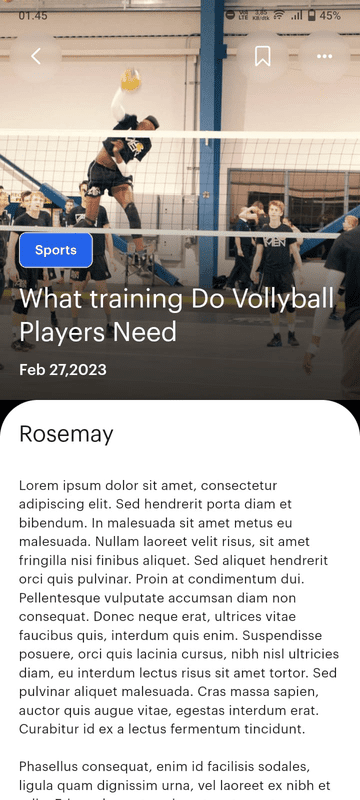 01.45
Vo) LTE 3,85 KB/RA 45%
Sports
What training Do Vollyball
Players Need
Feb 27,2023
Rosemay
Lorem ipsum dolor sit amet, consectetur
adipiscing elit. Sed hendrerit porta diam et
bibendum. In malesuada sit amet metus eu
malesuada. Nullam laoreet velit risus, sit amet
fringilla nisi finibus aliquet. Sed aliquet hendrerit
orci quis pulvinar. Proin at condimentum dui.
Pellentesque vulputate accumsan diam non
consequat. Donec neque erat, ultrices vitae
faucibus quis, interdum quis enim. Suspendisse
posuere, orci quis lacinia cursus, nibh nisl ultricies
diam, eu interdum lectus risus sit amet tortor. Sed
pulvinar aliquet malesuada. Cras massa sapien,
auctor quis augue vitae, egestas interdum erat.
Curabitur id ex a lectus fermentum tincidunt.
Phasellus consequat, enim id facilisis sodales,
ligula quam dignissim urna, vel laoreet ex nibh et